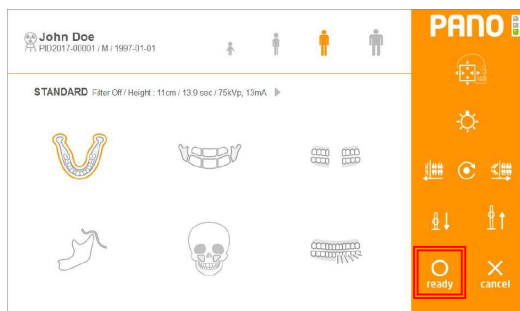 John Doe
PID2017-00001 / M / 1997-01-01
STANDARD Filter Off / Height : 11cm / 13.9 sec / 75kVp, 13mA
PANO
ready
cancel